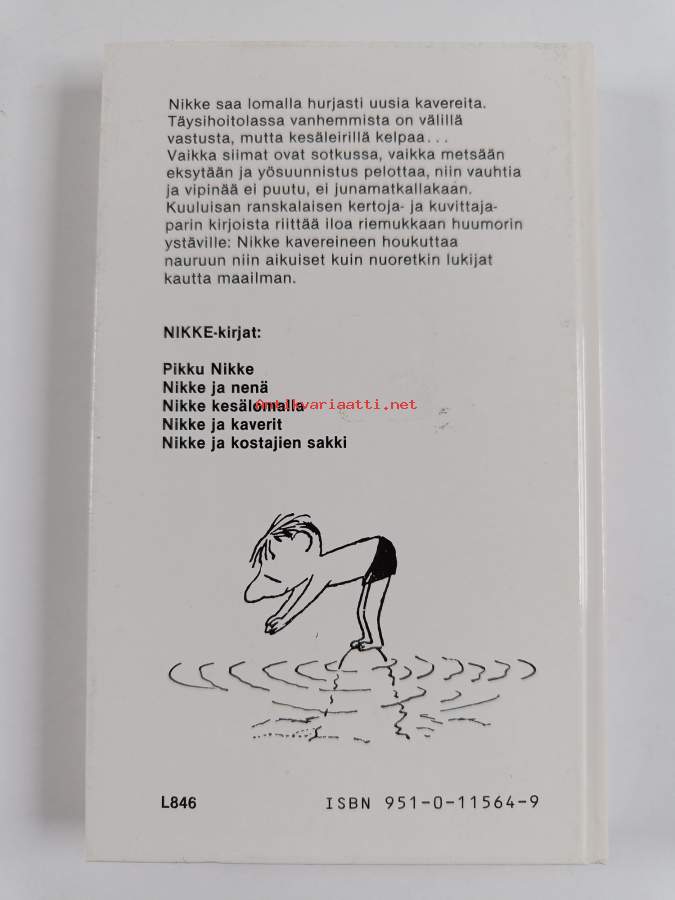 Nikke saa lomalla hurjasti uusia kavereita.
Täysihoitolassa vanhemmista on välillä
vastusta, mutta kesäleirillä kelpaa...
Vaikka siimat ovat sotkussa, vaikka metsään
eksytään ja yösuunnistus pelottaa, niin vauhtia
ja vipinää ei puutu, ei junamatkallakaan.
Kuuluisan ranskalaisen kertoja- ja kuvittaja-
parin kirjoista riittää iloa riemukkaan huumorin
ystäville: Nikke kavereineen houkuttaa
nauruun niin aikuiset kuin nuoretkin lukijat
kautta maailman.
NIKKE-kirjat:
Pikku Nikke
Nikke ja nenä
Nikke kesälomalla
Antikvariaatti.net
Nikke ja kaverit
Nikke ja kostajien sakki
L846
ISBN 951-0-11564-9